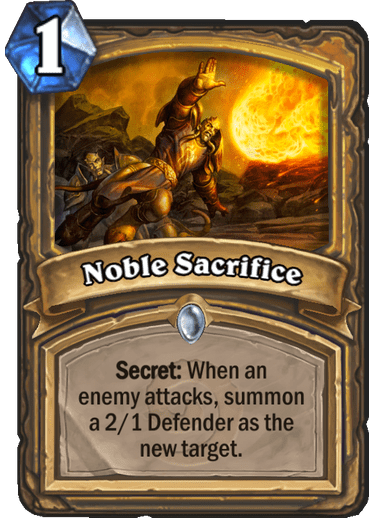 1
Noble Sacrifice
Secret: When an
enemy attacks, summon
a 2/1 Defender as the
new target.